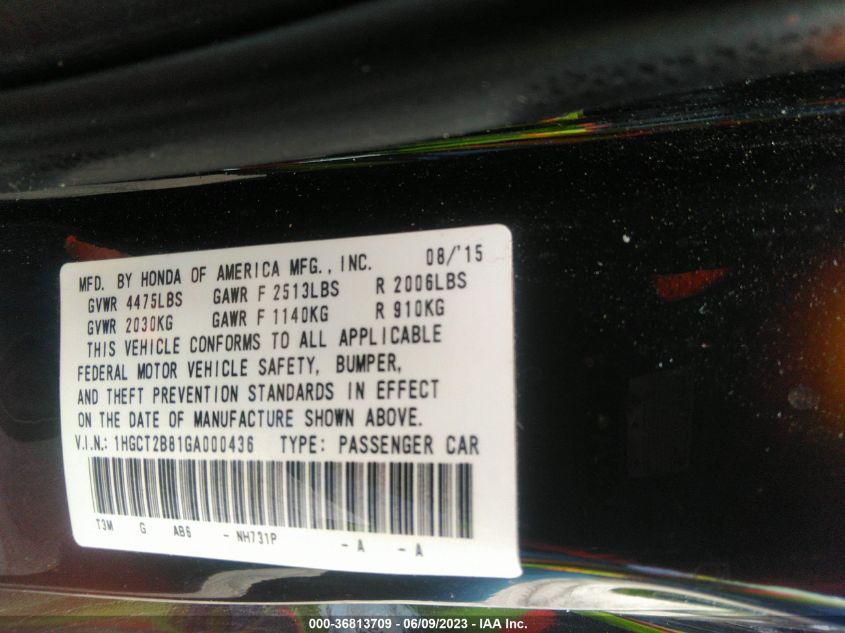 MFD. BY HONDA OF AMERICA MFG., INC. 08/'15
GVWR 4475LBS GAWR F 2513LBS R 2006LBS
GVWR 2030KG GAWR F 1140KG R 910KG
THIS VEHICLE CONFORMS TO ALL APPLICABLE
FEDERAL MOTOR VEHICLE SAFETY, BUMPER,
AND THEFT PREVENTION STANDARDS IN EFFECT
ON THE DATE OF MANUFACTURE SHOWN ABOVE.
V.I.N.: 1HGCT2B81GA000436 TYPE: PASSENGER CAR
T3M G AB6 - NH731P - A - A
000-36813709 - 06/09/2023 - IAA Inc.